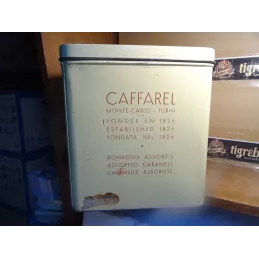 CAFFAREL
MONTE-CARLO - TURIN
FONDÉE EN 1826
ESTABLISHED 1826
FONDATA NEL 1826
BONBONS ASSORTIS
ASSORTED CARAMELS
CARAMELLE ASSORTITE
tigre
tigreb